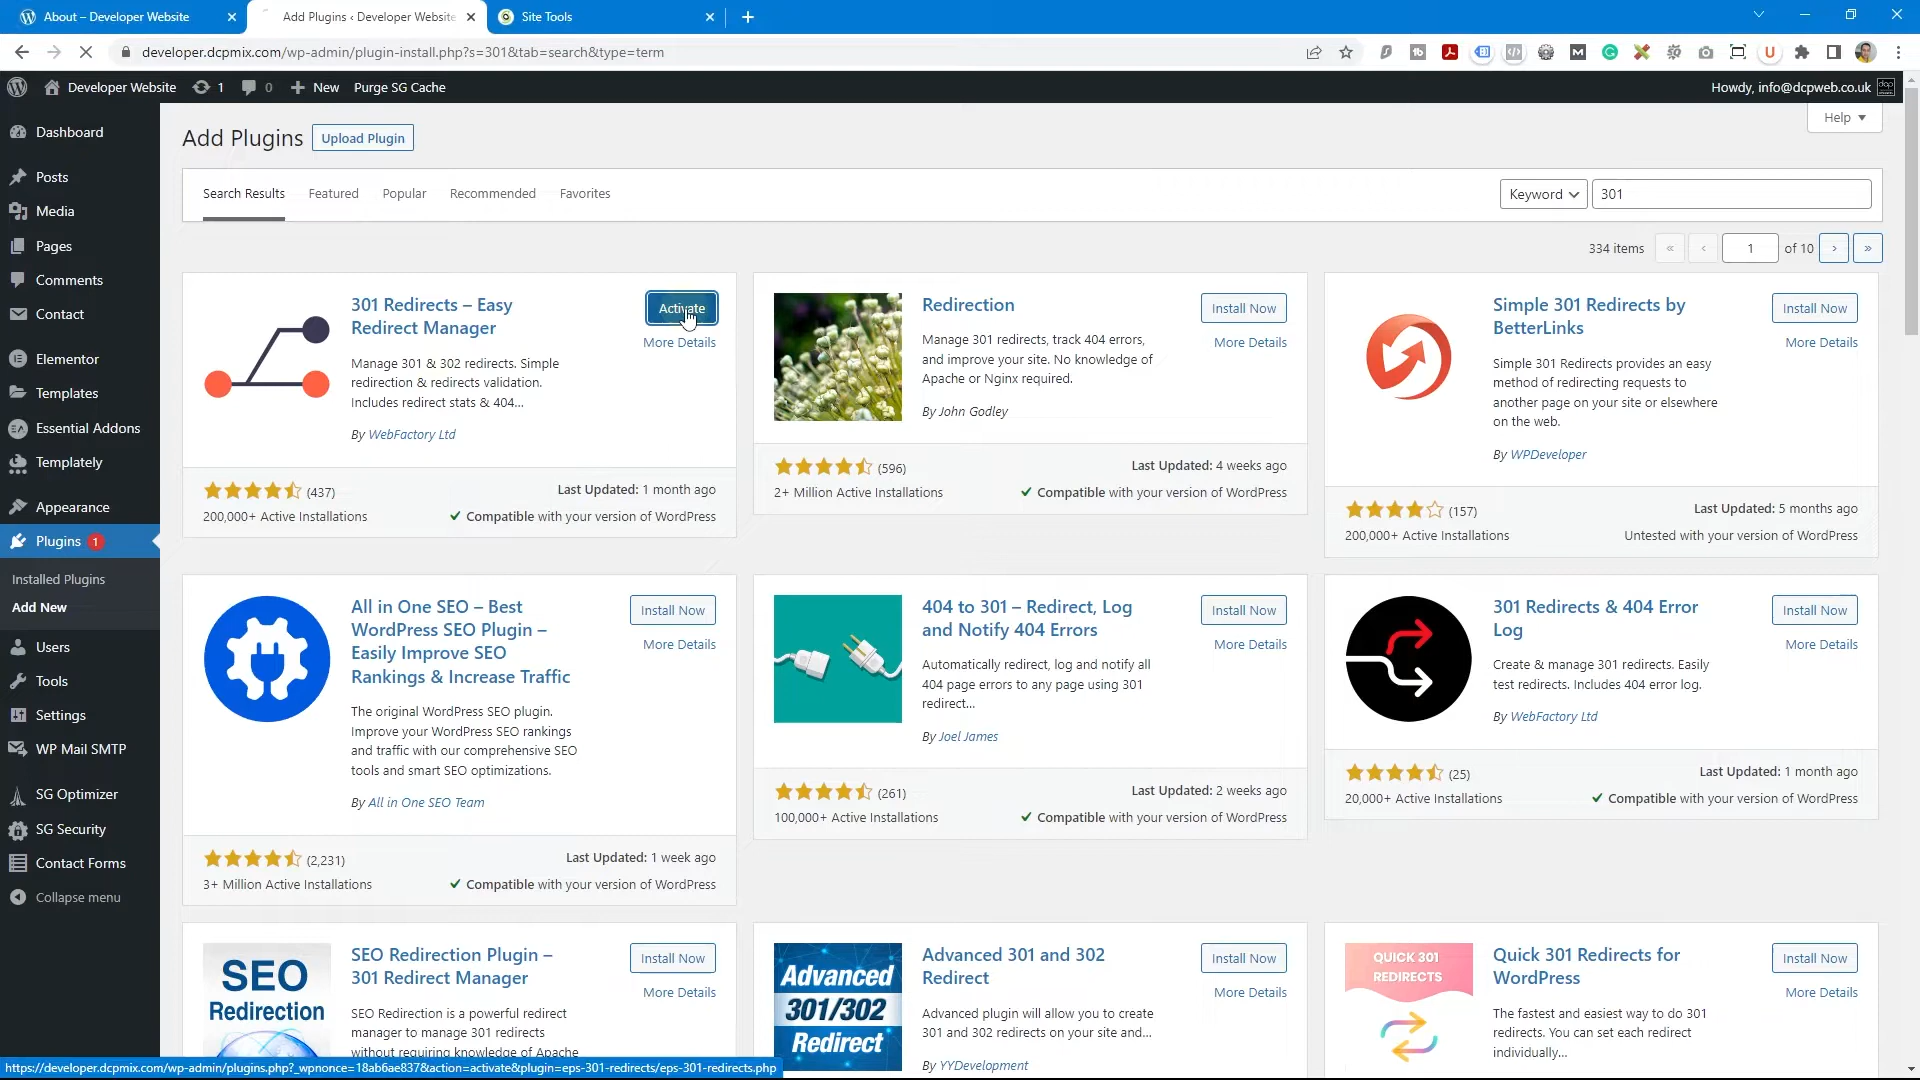 About – Developer Website
Add Plugins ‹ Developer Website
Site Tools
developer.dcpmix.com/wp-admin/plugin-install.php?s=301&tab=search&type=term
Developer Website
1
0
New
Purge SG Cache
Howdy, info@dcpweb.co.uk
Dashboard
Posts
Media
Pages
Comments
Contact
Elementor
Templates
Essential Addons
Templately
Appearance
Plugins 1
Installed Plugins
Add New
Users
Tools
Settings
WP Mail SMTP
SG Optimizer
SG Security
Contact Forms
Collapse menu
Help
Add Plugins
Upload Plugin
Search Results
Featured
Popular
Recommended
Favorites
Keyword
301
334 items
«
‹
1
of 10
›
»
301 Redirects – Easy
Redirect Manager
Activate
More Details
Manage 301 & 302 redirects. Simple
redirection & redirects validation.
Includes redirect stats & 404...
By WebFactory Ltd
(437)
Last Updated: 1 month ago
200,000+ Active Installations
Compatible with your version of WordPress
Redirection
Install Now
More Details
Manage 301 redirects, track 404 errors,
and improve your site. No knowledge of
Apache or Nginx required.
By John Godley
(596)
Last Updated: 4 weeks ago
2+ Million Active Installations
Compatible with your version of WordPress
Simple 301 Redirects by
BetterLinks
Install Now
More Details
Simple 301 Redirects provides an easy
method of redirecting requests to
another page on your site or elsewhere
on the web.
By WPDeveloper
(157)
Last Updated: 5 months ago
200,000+ Active Installations
Untested with your version of WordPress
All in One SEO – Best
WordPress SEO Plugin –
Easily Improve SEO
Rankings & Increase Traffic
Install Now
More Details
The original WordPress SEO plugin.
Improve your WordPress SEO rankings
and traffic with our comprehensive SEO
tools and smart SEO optimizations.
By All in One SEO Team
(2,231)
Last Updated: 1 week ago
3+ Million Active Installations
Compatible with your version of WordPress
404 to 301 – Redirect, Log
and Notify 404 Errors
Install Now
More Details
Automatically redirect, log and notify all
404 page errors to any page using 301
redirect...
By Joel James
(261)
Last Updated: 2 weeks ago
100,000+ Active Installations
Compatible with your version of WordPress
301 Redirects & 404 Error
Log
Install Now
More Details
Create & manage 301 redirects. Easily
test redirects. Includes 404 error log.
By WebFactory Ltd
(25)
Last Updated: 1 month ago
20,000+ Active Installations
Compatible with your version of WordPress
SEO
Redirection
SEO Redirection Plugin –
301 Redirect Manager
Install Now
More Details
SEO Redirection is a powerful redirect
manager to manage 301 redirects
without requiring knowledge of Apache
Advanced
301/302
Redirect
Advanced 301 and 302
Redirect
Install Now
More Details
Advanced plugin will allow you to create
301 and 302 redirects on your site and...
By YYDevelopment
QUICK 301
REDIRECTS
Quick 301 Redirects for
WordPress
Install Now
More Details
The fastest and easiest way to do 301
redirects. You can set each redirect
individually...
https://developer.dcpmix.com/wp-admin/plugins.php?_wpnonce=18ab6ae837&action=activate&plugin=eps-301-redirects/eps-301-redirects.php